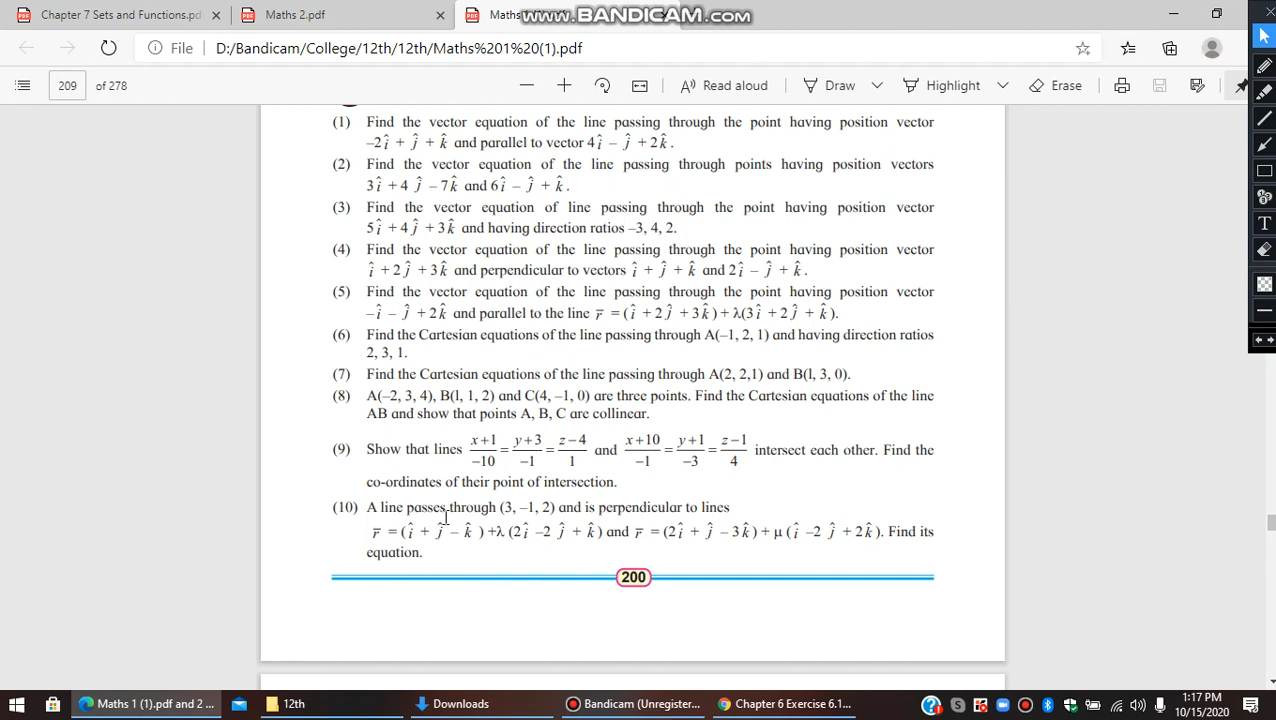 Chapter 7 Sets and Functions.pd
Maths 2.pdf
Maths
www.BANDICAM.com
File D:/Bandicam/College/12th/12th/Maths%201%20(1).pdf
209 of 278
Read aloud
Draw
Highlight
Erase
(1) Find the vector equation of the line passing through the point having position vector
–2î + ĵ + k̂ and parallel to vector 4î – ĵ + 2k̂.
(2) Find the vector equation of the line passing through points having position vectors
3î + 4ĵ – 7k̂ and 6î – ĵ + k̂.
(3) Find the vector equation of line passing through the point having position vector
5î + 4ĵ + 3k̂ and having direction ratios –3, 4, 2.
(4) Find the vector equation of the line passing through the point having position vector
î + 2ĵ + 3k̂ and perpendicular to vectors î + ĵ + k̂ and 2î – ĵ + k̂.
(5) Find the vector equation of the line passing through the point having position vector
–î – ĵ + 2k̂ and parallel to the line r̄ = (î + 2ĵ + 3k̂) + λ(3î + 2ĵ + k̂).
(6) Find the Cartesian equations of the line passing through A(–1, 2, 1) and having direction ratios
2, 3, 1.
(7) Find the Cartesian equations of the line passing through A(2, 2,1) and B(l, 3, 0).
(8) A(–2, 3, 4), B(l, 1, 2) and C(4, –1, 0) are three points. Find the Cartesian equations of the line
AB and show that points A, B, C are collinear.
(9) Show that lines (x+1)/–10 = (y+3)/–1 = (z–4)/1 and (x+10)/–1 = (y+1)/–3 = (z–1)/4 intersect each other. Find the
co-ordinates of their point of intersection.
(10) A line passes through (3, –1, 2) and is perpendicular to lines
r̄ = (î + ĵ – k̂) +λ (2î –2ĵ + k̂) and r̄ = (2î + ĵ – 3k̂) + μ (î –2ĵ + 2k̂). Find its
equation.
200
Maths 1 (1).pdf and 2 ...
12th
Downloads
Bandicam (Unregister...
Chapter 6 Exercise 6.1...
1:17 PM
10/15/2020